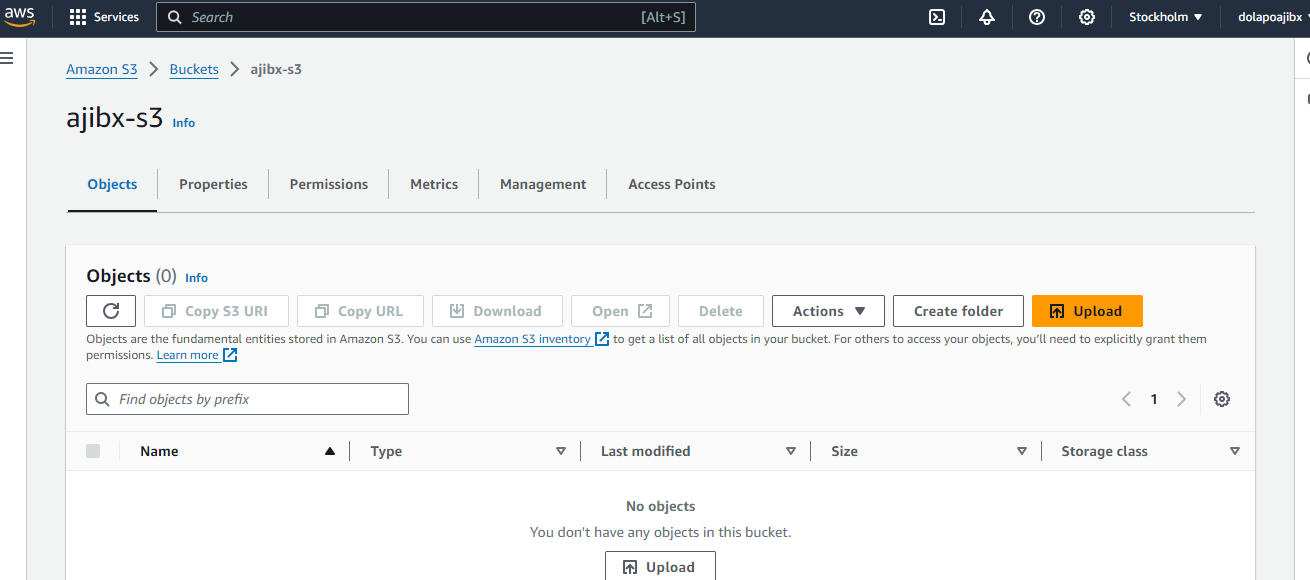 aws Services Search [Alt+S] Stockholm dolapoajibx
Amazon S3 Buckets ajibx-s3
ajibx-s3 Info
Objects Properties Permissions Metrics Management Access Points
Objects (0) Info
Copy S3 URI Copy URL Download Open Delete Actions Create folder Upload
Objects are the fundamental entities stored in Amazon S3. You can use Amazon S3 inventory to get a list of all objects in your bucket. For others to access your objects, you’ll need to explicitly grant them
permissions. Learn more
Find objects by prefix 1
Name Type Last modified Size Storage class
No objects
You don't have any objects in this bucket.
Upload